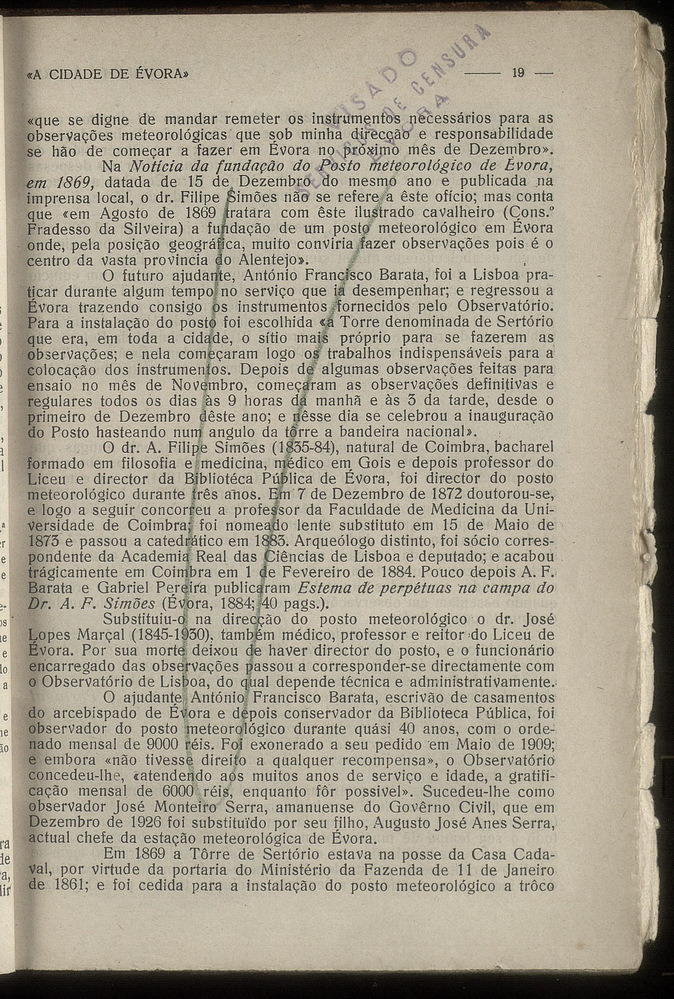 «A CIDADE DE ÉVORA» 19
VISADO
DE CENSURA
ÉVORA
«que se digne de mandar remeter os instrumentos necessários para as
observações meteorológicas que sob minha direcção e responsabilidade
se hão de começar a fazer em Évora no próximo mês de Dezembro».
Na Notícia da fundação do Posto meteorológico de Évora,
em 1869, datada de 15 de Dezembro do mesmo ano e publicada na
imprensa local, o dr. Filipe Simões não se refere a êste ofício; mas conta
que «em Agosto de 1869 tratara com êste ilustrado cavalheiro (Cons.º
Fradesso da Silveira) a fundação de um posto meteorológico em Évora
onde, pela posição geográfica, muito conviria fazer observações pois é o
centro da vasta provincia do Alentejo».
O futuro ajudante, António Francisco Barata, foi a Lisboa pra-
ticar durante algum tempo no serviço que ia desempenhar; e regressou a
Évora trazendo consigo os instrumentos fornecidos pelo Observatório.
Para a instalação do posto foi escolhida «a Torre denominada de Sertório
que era, em toda a cidade, o sítio mais próprio para se fazerem as
observações; e nela começaram logo os trabalhos indispensáveis para a
colocação dos instrumentos. Depois de algumas observações feitas para
ensaio no mês de Novembro, começaram as observações definitivas e
regulares todos os dias às 9 horas da manhã e às 3 da tarde, desde o
primeiro de Dezembro dêste ano; e nêsse dia se celebrou a inauguração
do Posto hasteando num angulo da tôrre a bandeira nacional».
O dr. A. Filipe Simões (1835-84), natural de Coimbra, bacharel
formado em filosofia e medicina, médico em Gois e depois professor do
Liceu e director da Bibliotéca Pública de Évora, foi director do posto
meteorológico durante três anos. Em 7 de Dezembro de 1872 doutorou-se,
e logo a seguir concorreu a professor da Faculdade de Medicina da Uni-
versidade de Coimbra; foi nomeado lente substituto em 15 de Maio de
1873 e passou a catedrático em 1883. Arqueólogo distinto, foi sócio corres-
pondente da Academia Real das Ciências de Lisboa e deputado; e acabou
trágicamente em Coimbra em 1 de Fevereiro de 1884. Pouco depois A. F.
Barata e Gabriel Pereira publicaram Estema de perpétuas na campa do
Dr. A. F. Simões (Évora, 1884; 40 pags.).
Substituiu-o na direcção do posto meteorológico o dr. José
Lopes Marçal (1845-1930), também médico, professor e reitor do Liceu de
Évora. Por sua morte deixou de haver director do posto, e o funcionário
encarregado das observações passou a corresponder-se directamente com
o Observatório de Lisboa, do qual depende técnica e administrativamente.
O ajudante António Francisco Barata, escrivão de casamentos
do arcebispado de Évora e depois conservador da Biblioteca Pública, foi
observador do posto meteorológico durante quási 40 anos, com o orde-
nado mensal de 9000 réis. Foi exonerado a seu pedido em Maio de 1909;
e embora «não tivesse direito a qualquer recompensa», o Observatório
concedeu-lhe, «atendendo aos muitos anos de serviço e idade, a gratifi-
cação mensal de 6000 réis, enquanto fôr possivel». Sucedeu-lhe como
observador José Monteiro Serra, amanuense do Govêrno Civil, que em
Dezembro de 1926 foi substituído por seu filho, Augusto José Anes Serra,
actual chefe da estação meteorológica de Évora.
Em 1869 a Tôrre de Sertório estava na posse da Casa Cada-
val, por virtude da portaria do Ministério da Fazenda de 11 de Janeiro
de 1861; e foi cedida para a instalação do posto meteorológico a trôco